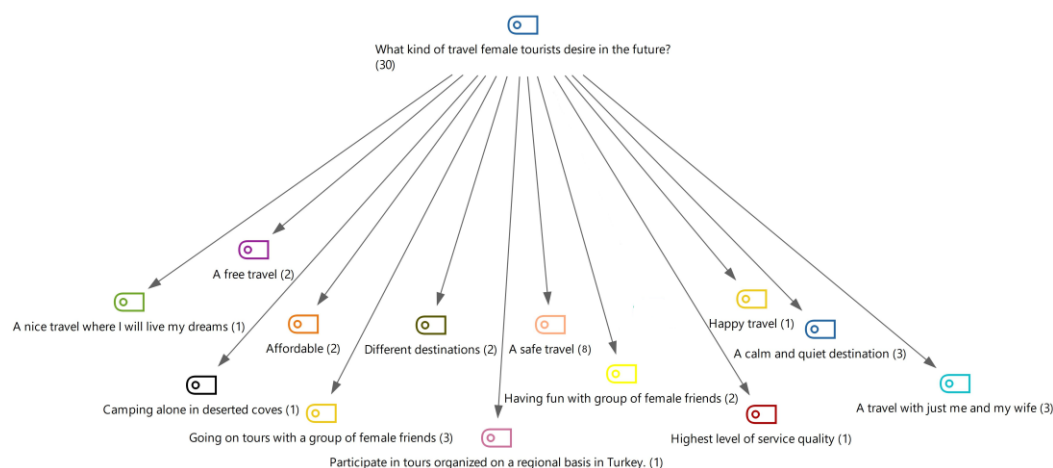 What kind of travel female tourists desire in the future?
(30)
A free travel (2)
A nice travel where I will live my dreams (1)
Happy travel (1)
Affordable (2)
Different destinations (2)
A safe travel (8)
A calm and quiet destination (3)
Camping alone in deserted coves (1)
Having fun with group of female friends (2)
A travel with just me and my wife (3)
Going on tours with a group of female friends (3)
Highest level of service quality (1)
Participate in tours organized on a regional basis in Turkey. (1)